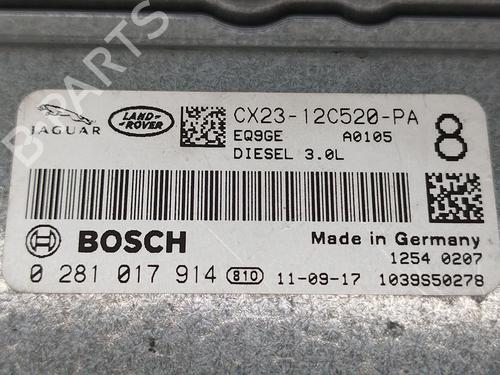 B-PARTS
JAGUAR
LAND-
ROVER
CX23-12C520-PA
EQ9GE A0105
DIESEL 3.0L
8
BOSCH
Made in Germany
1254 0207
0 281 017 914 810 11-09-17 1039S50278